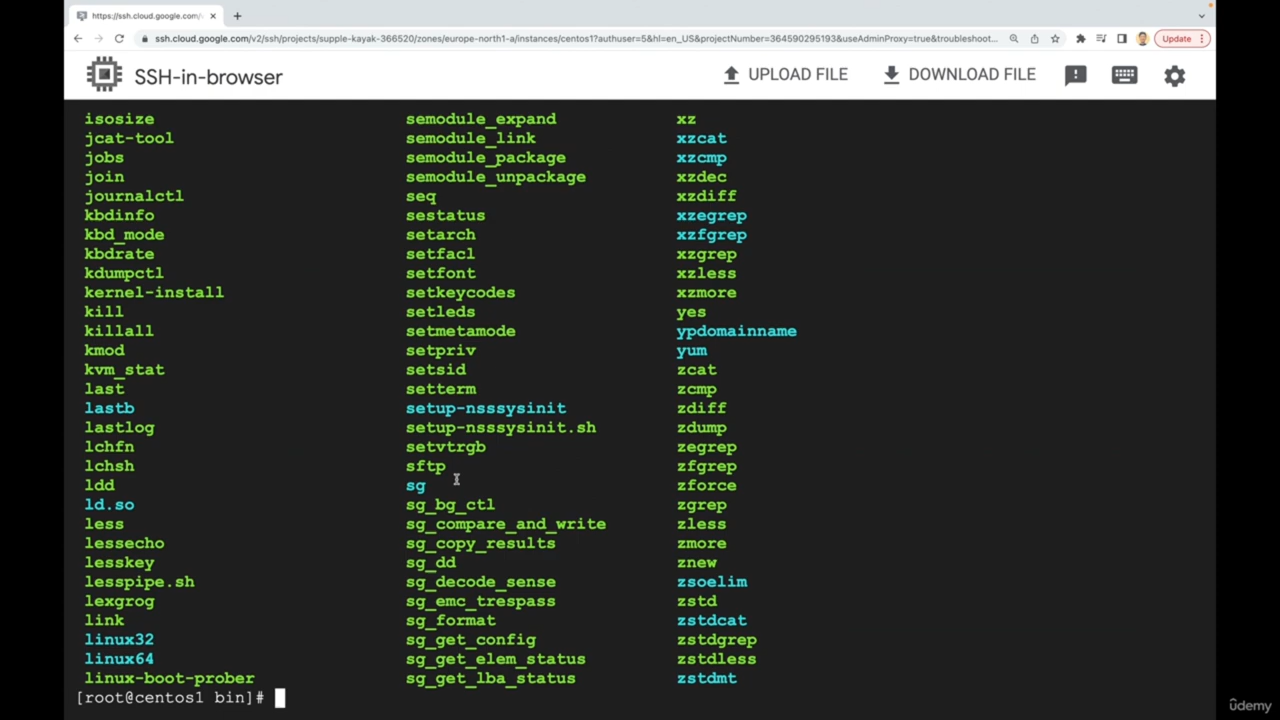 https://ssh.cloud.google.com/v
ssh.cloud.google.com/v2/ssh/projects/supple-kayak-366520/zones/europe-north1-a/instances/centos1?authuser=5&hl=en_US&projectNumber=364590295193&useAdminProxy=true&troubleshoot...
Update
SSH-in-browser
UPLOAD FILE
DOWNLOAD FILE
isosize semodule_expand xz
jcat-tool semodule_link xzcat
jobs semodule_package xzcmp
join semodule_unpackage xzdec
journalctl seq xzdiff
kbdinfo sestatus xzegrep
kbd_mode setarch xzfgrep
kbdrate setfacl xzgrep
kdumpctl setfont xzless
kernel-install setkeycodes xzmore
kill setleds yes
killall setmetamode ypdomainname
kmod setpriv yum
kvm_stat setsid zcat
last setterm zcmp
lastb setup-nsssysinit zdiff
lastlog setup-nsssysinit.sh zdump
lchfn setvtrgb zegrep
lchsh sftp zfgrep
ldd sg zforce
ld.so sg_bg_ctl zgrep
less sg_compare_and_write zless
lessecho sg_copy_results zmore
lesskey sg_dd znew
lesspipe.sh sg_decode_sense zsoelim
lexgrog sg_emc_trespass zstd
link sg_format zstdcat
linux32 sg_get_config zstdgrep
linux64 sg_get_elem_status zstdless
linux-boot-prober sg_get_lba_status zstdmt
[root@centos1 bin]#
udemy